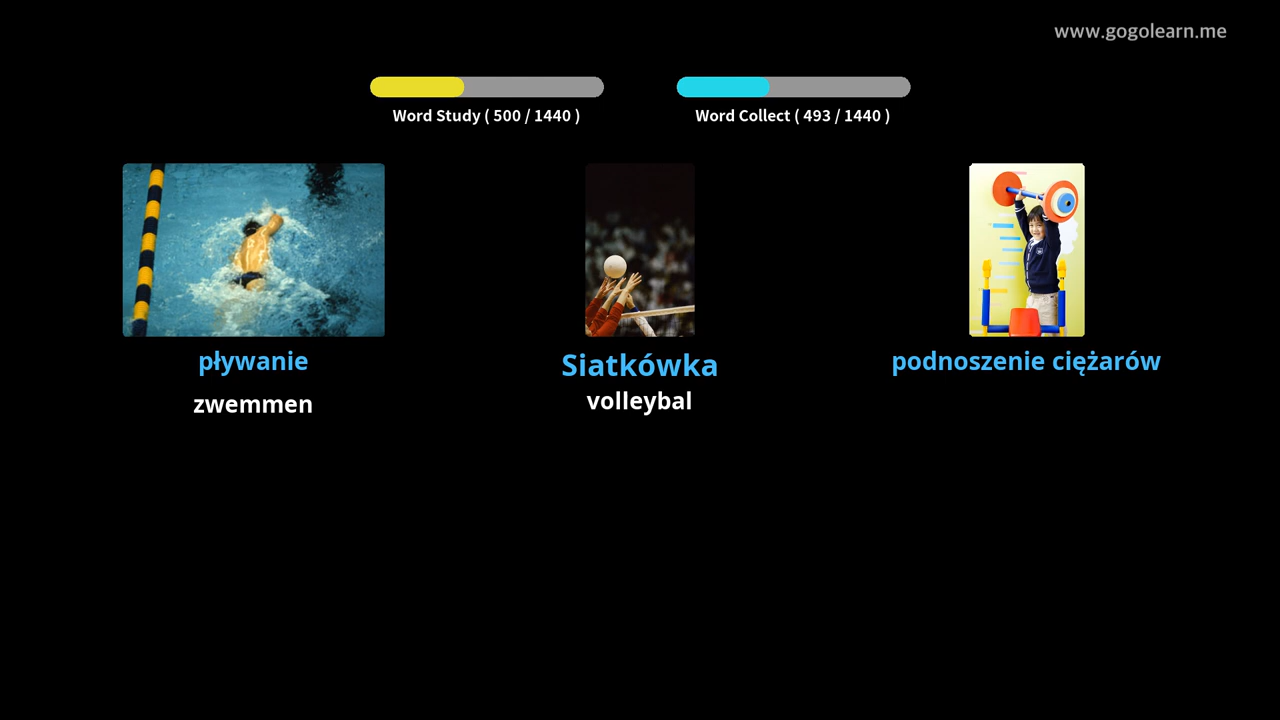 www.gogolearn.me
Word Study ( 500 / 1440 )
Word Collect ( 493 / 1440 )
pływanie
zwemmen
Siatkówka
volleybal
podnoszenie ciężarów